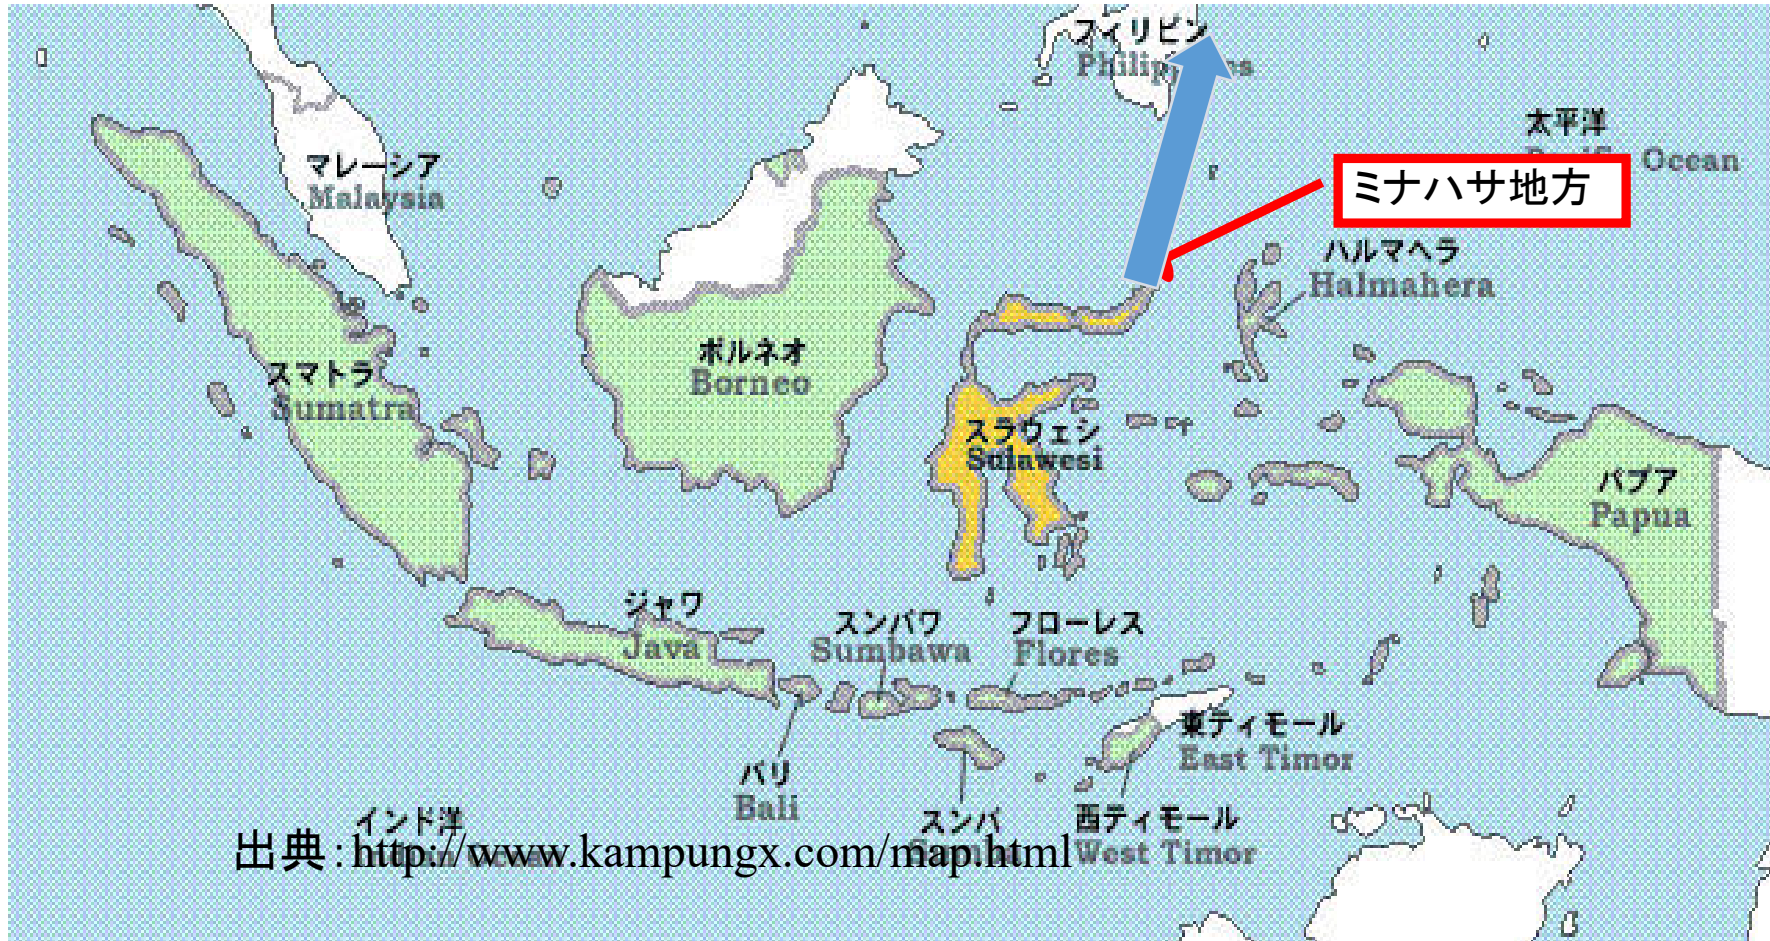 フィリピン
Philippines
太平洋
Pacific Ocean
マレーシア
Malaysia
ミナハサ地方
ハルマヘラ
Halmahera
ボルネオ
Borneo
スマトラ
Sumatra
スラウェシ
Sulawesi
パプア
Papua
ジャワ
Java
スンバワ
Sumbawa
フローレス
Flores
東ティモール
East Timor
バリ
Bali
スンバ
西ティモール
West Timor
インド洋
出典：http://www.kampungx.com/map.html